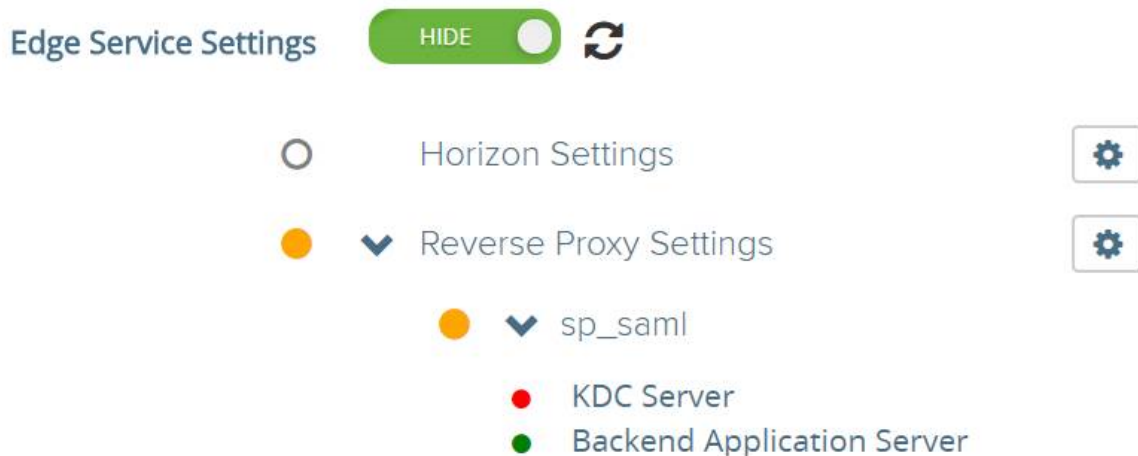 Edge Service Settings HIDE
Horizon Settings
Reverse Proxy Settings
sp_saml
KDC Server
Backend Application Server